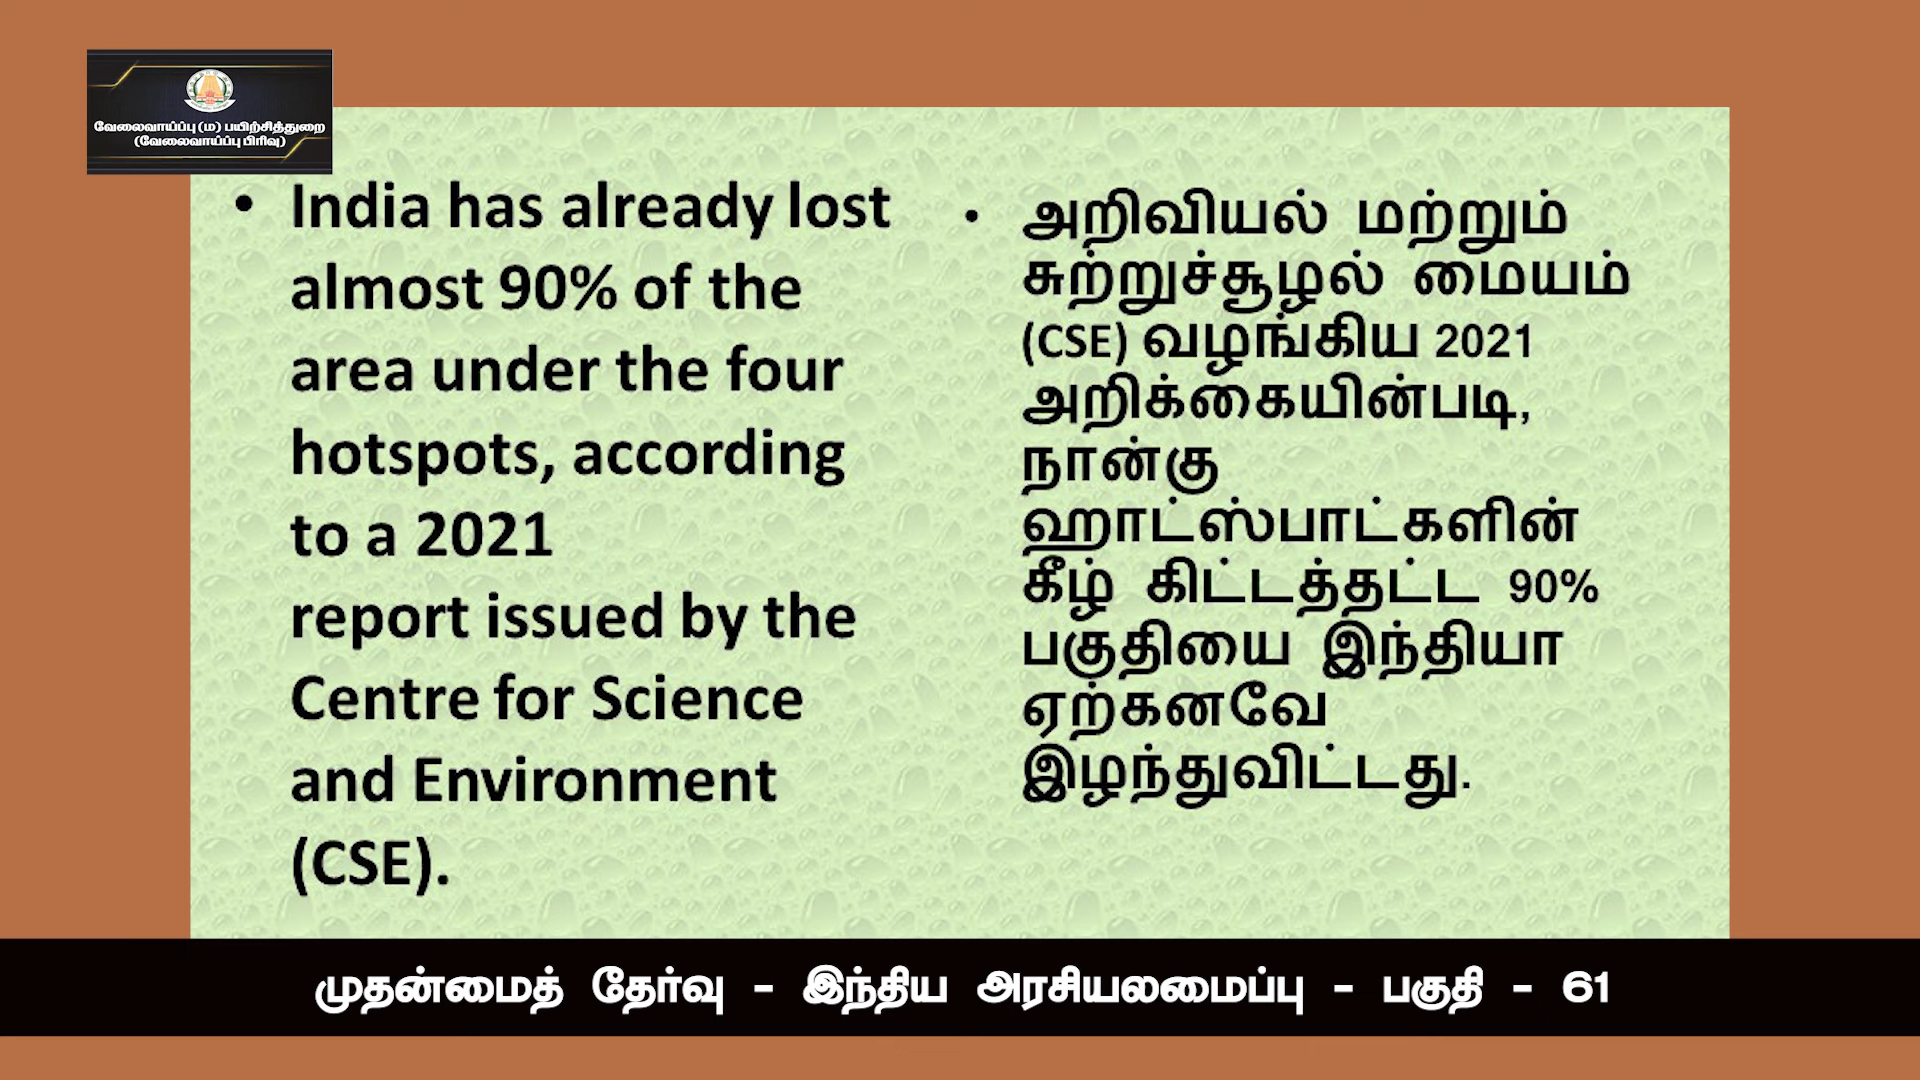 வேலைவாய்ப்பு (ம) பயிற்சித்துறை
(வேலைவாய்ப்பு பிரிவு)
• India has already lost
almost 90% of the
area under the four
hotspots, according
to a 2021
report issued by the
Centre for Science
and Environment
(CSE).
• அறிவியல் மற்றும்
சுற்றுச்சூழல் மையம்
(CSE) வழங்கிய 2021
அறிக்கையின்படி,
நான்கு
ஹாட்ஸ்பாட்களின்
கீழ் கிட்டத்தட்ட 90%
பகுதியை இந்தியா
ஏற்கனவே
இழந்துவிட்டது.
முதன்மைத் தேர்வு - இந்திய அரசியலமைப்பு - பகுதி - 61